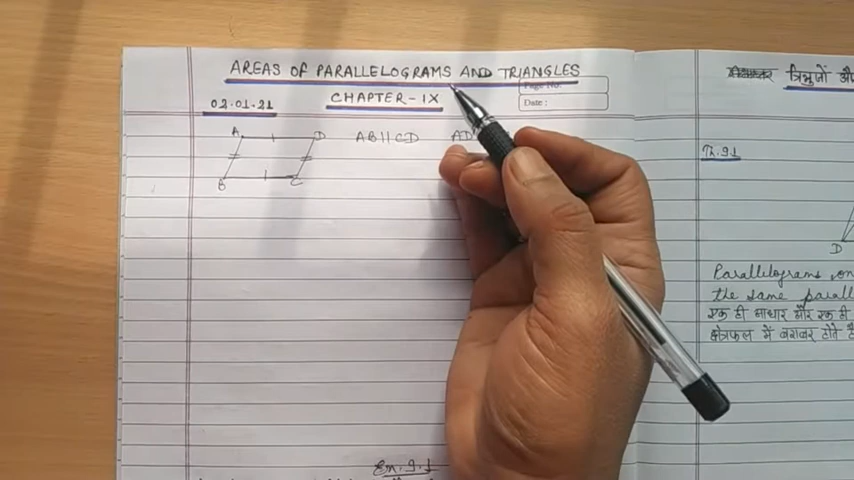 AREAS OF PARALLELOGRAMS AND TRIANGLES
Page No.
CHAPTER-IX
Date :
02.01.21
A D AB||CD AD
B C
Ex. 9.1
त्रिभुजों
Th. 9.1
D
Parallelograms on
the same paral
एक ही आधार और एक ही
क्षेत्रफल में बराबर होते